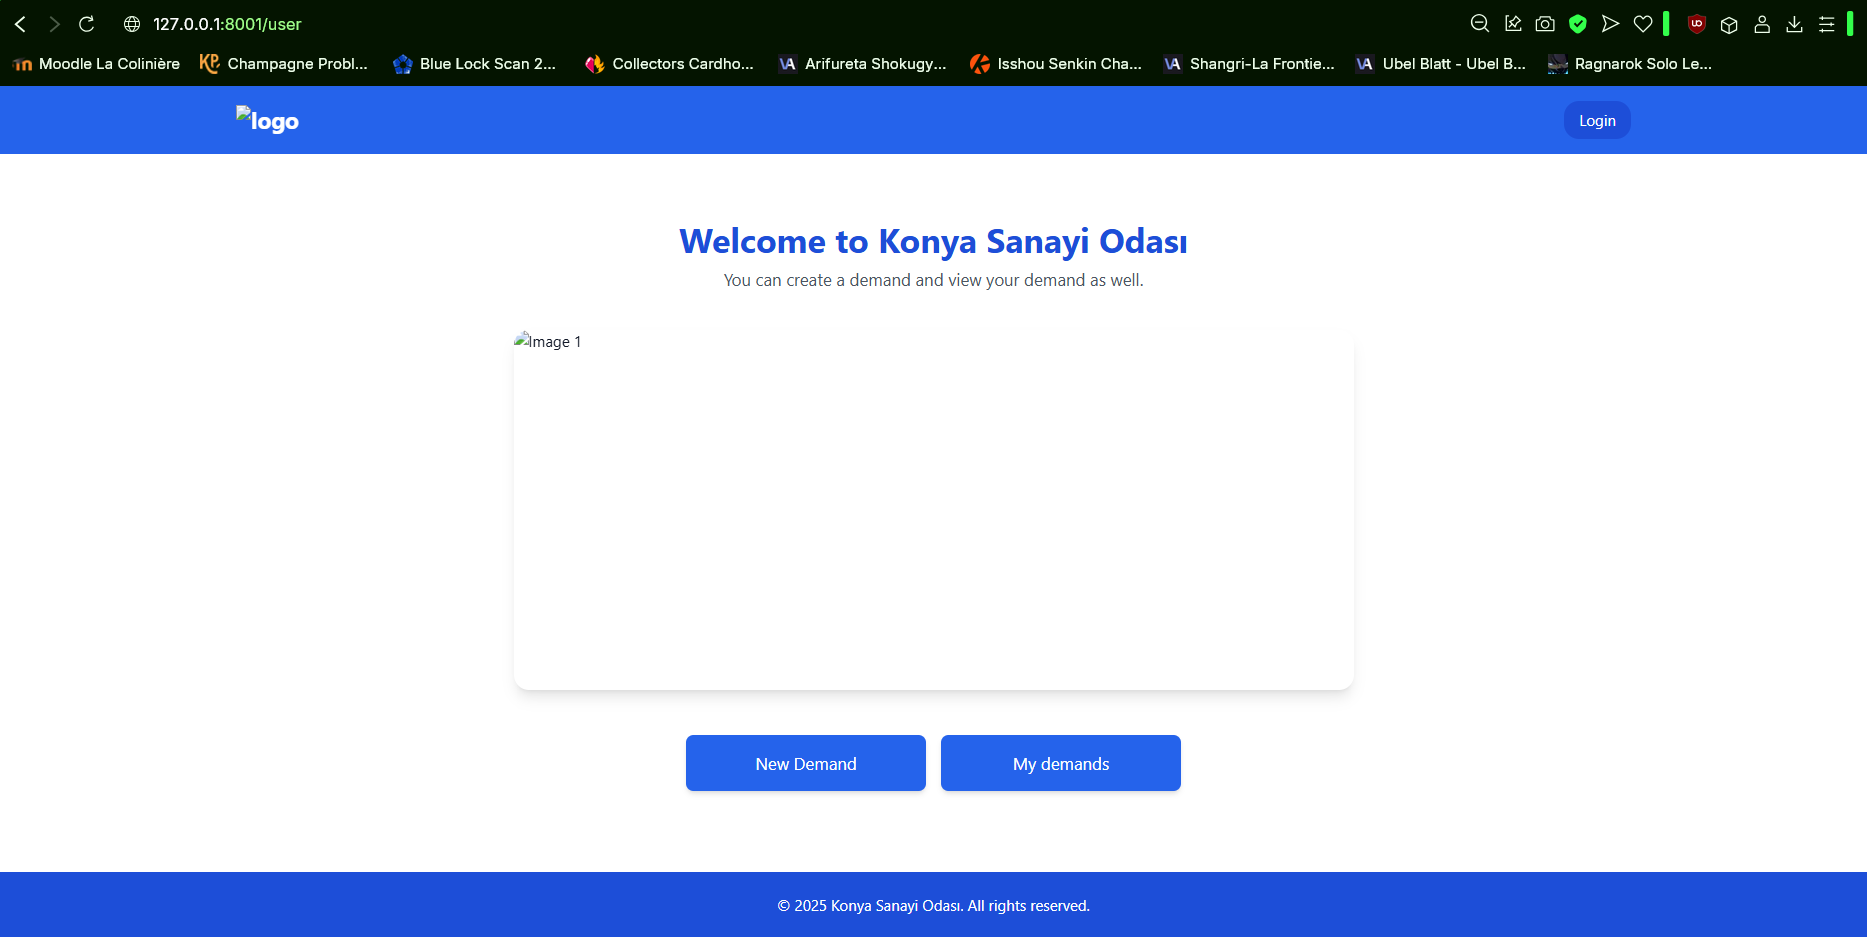 127.0.0.1:8001/user
Moodle La Colinière
Champagne Probl...
Blue Lock Scan 2...
Collectors Cardho...
VA Arifureta Shokugy...
Isshou Senkin Cha...
VA Shangri-La Frontie...
VA Ubel Blatt - Ubel B...
Ragnarok Solo Le...
logo
Login
Welcome to Konya Sanayi Odası
You can create a demand and view your demand as well.
Image 1
New Demand
My demands
© 2025 Konya Sanayi Odası. All rights reserved.